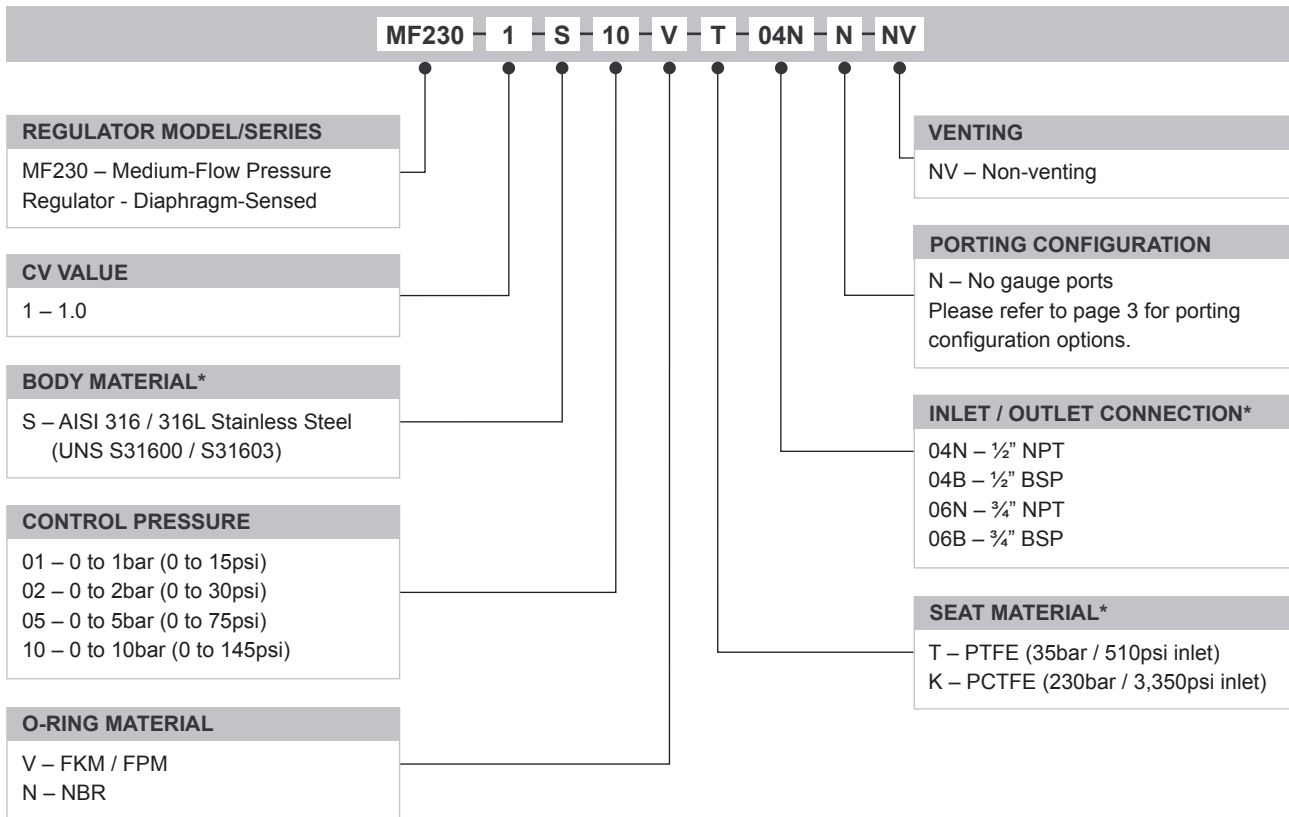 MF230 1 S 10 V T 04N N NV
REGULATOR MODEL/SERIES
MF230 – Medium-Flow Pressure
Regulator - Diaphragm-Sensed
CV VALUE
1 – 1.0
BODY MATERIAL*
S – AISI 316 / 316L Stainless Steel
(UNS S31600 / S31603)
CONTROL PRESSURE
01 – 0 to 1bar (0 to 15psi)
02 – 0 to 2bar (0 to 30psi)
05 – 0 to 5bar (0 to 75psi)
10 – 0 to 10bar (0 to 145psi)
O-RING MATERIAL
V – FKM / FPM
N – NBR
VENTING
NV – Non-venting
PORTING CONFIGURATION
N – No gauge ports
Please refer to page 3 for porting
configuration options.
INLET / OUTLET CONNECTION*
04N – ½” NPT
04B – ½” BSP
06N – ¾” NPT
06B – ¾” BSP
SEAT MATERIAL*
T – PTFE (35bar / 510psi inlet)
K – PCTFE (230bar / 3,350psi inlet)